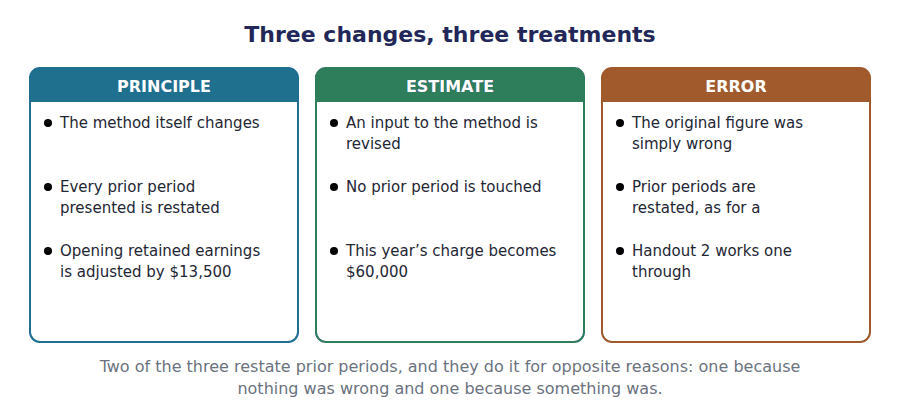 Three changes, three treatments
PRINCIPLE
The method itself changes
Every prior period
presented is restated
Opening retained earnings
is adjusted by $13,500
ESTIMATE
An input to the method is
revised
No prior period is touched
This year’s charge becomes
$60,000
ERROR
The original figure was
simply wrong
Prior periods are
restated, as for a
Handout 2 works one
through
Two of the three restate prior periods, and they do it for opposite reasons: one because
nothing was wrong and one because something was.